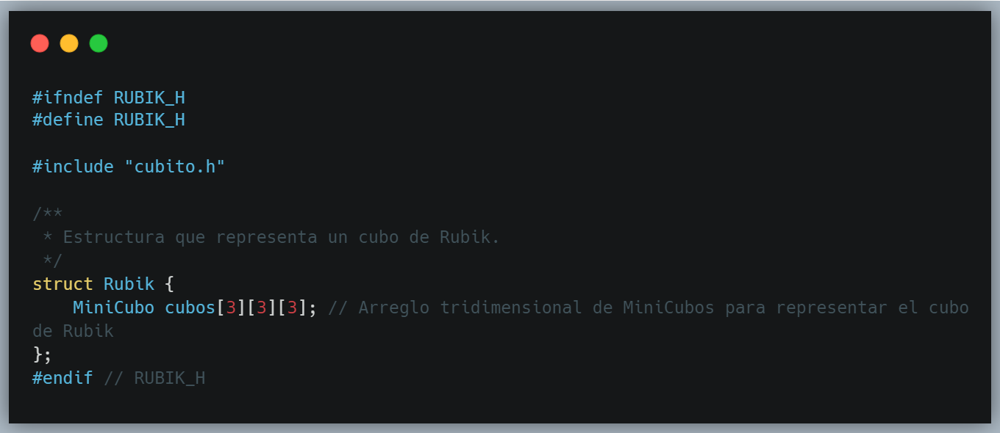 #ifndef RUBIK_H
#define RUBIK_H
#include "cubito.h"
/**
 * Estructura que representa un cubo de Rubik.
 */
struct Rubik {
    MiniCubo cubos[3][3][3]; // Arreglo tridimensional de MiniCubos para representar el cubo
de Rubik
};
#endif // RUBIK_H